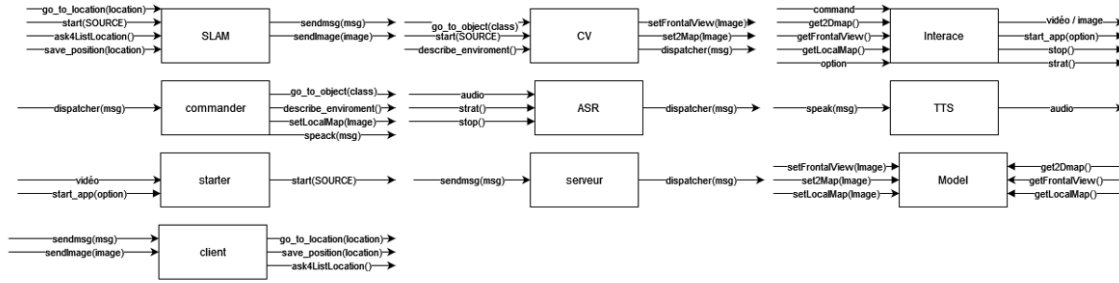 go_to_location(location)
start(SOURCE)
ask4ListLocation()
save_position(location)
SLAM
sendmsg(msg)
sendImage(image)
go_to_object(class)
start(SOURCE)
describe_enviroment()
CV
setFrontalView(Image)
set2Map(Image)
dispatcher(msg)
command
get2Dmap()
getFrontalView()
getLocalMap()
option
Interace
vidéo / image
start_app(option)
stop()
strat()
dispatcher(msg)
commander
go_to_object(class)
describe_enviroment()
setLocalMap(Image)
speack(msg)
audio
strat()
stop()
ASR
dispatcher(msg)
speak(msg)
TTS
audio
vidéo
start_app(option)
starter
start(SOURCE)
sendmsg(msg)
serveur
dispatcher(msg)
setFrontalView(Image)
set2Map(Image)
setLocalMap(Image)
Model
get2Dmap()
getFrontalView()
getLocalMap()
sendmsg(msg)
sendImage(image)
client
go_to_location(location)
save_position(location)
ask4ListLocation()